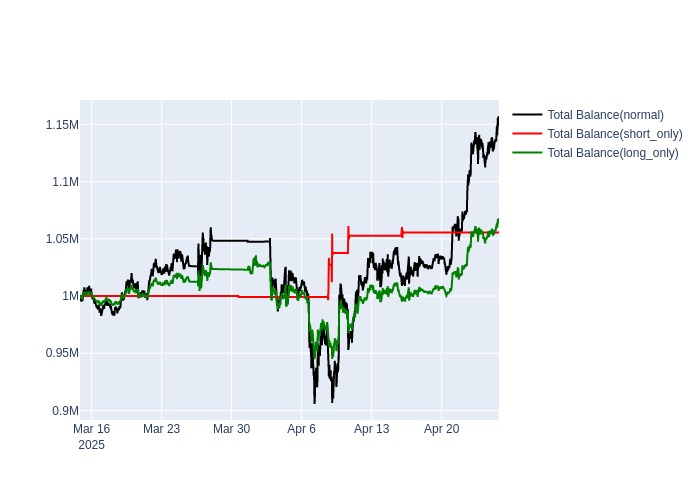 1.15M
1.1M
1.05M
1M
0.95M
0.9M
Mar 16
2025
Mar 23
Mar 30
Apr 6
Apr 13
Apr 20
Total Balance(normal)
Total Balance(short_only)
Total Balance(long_only)